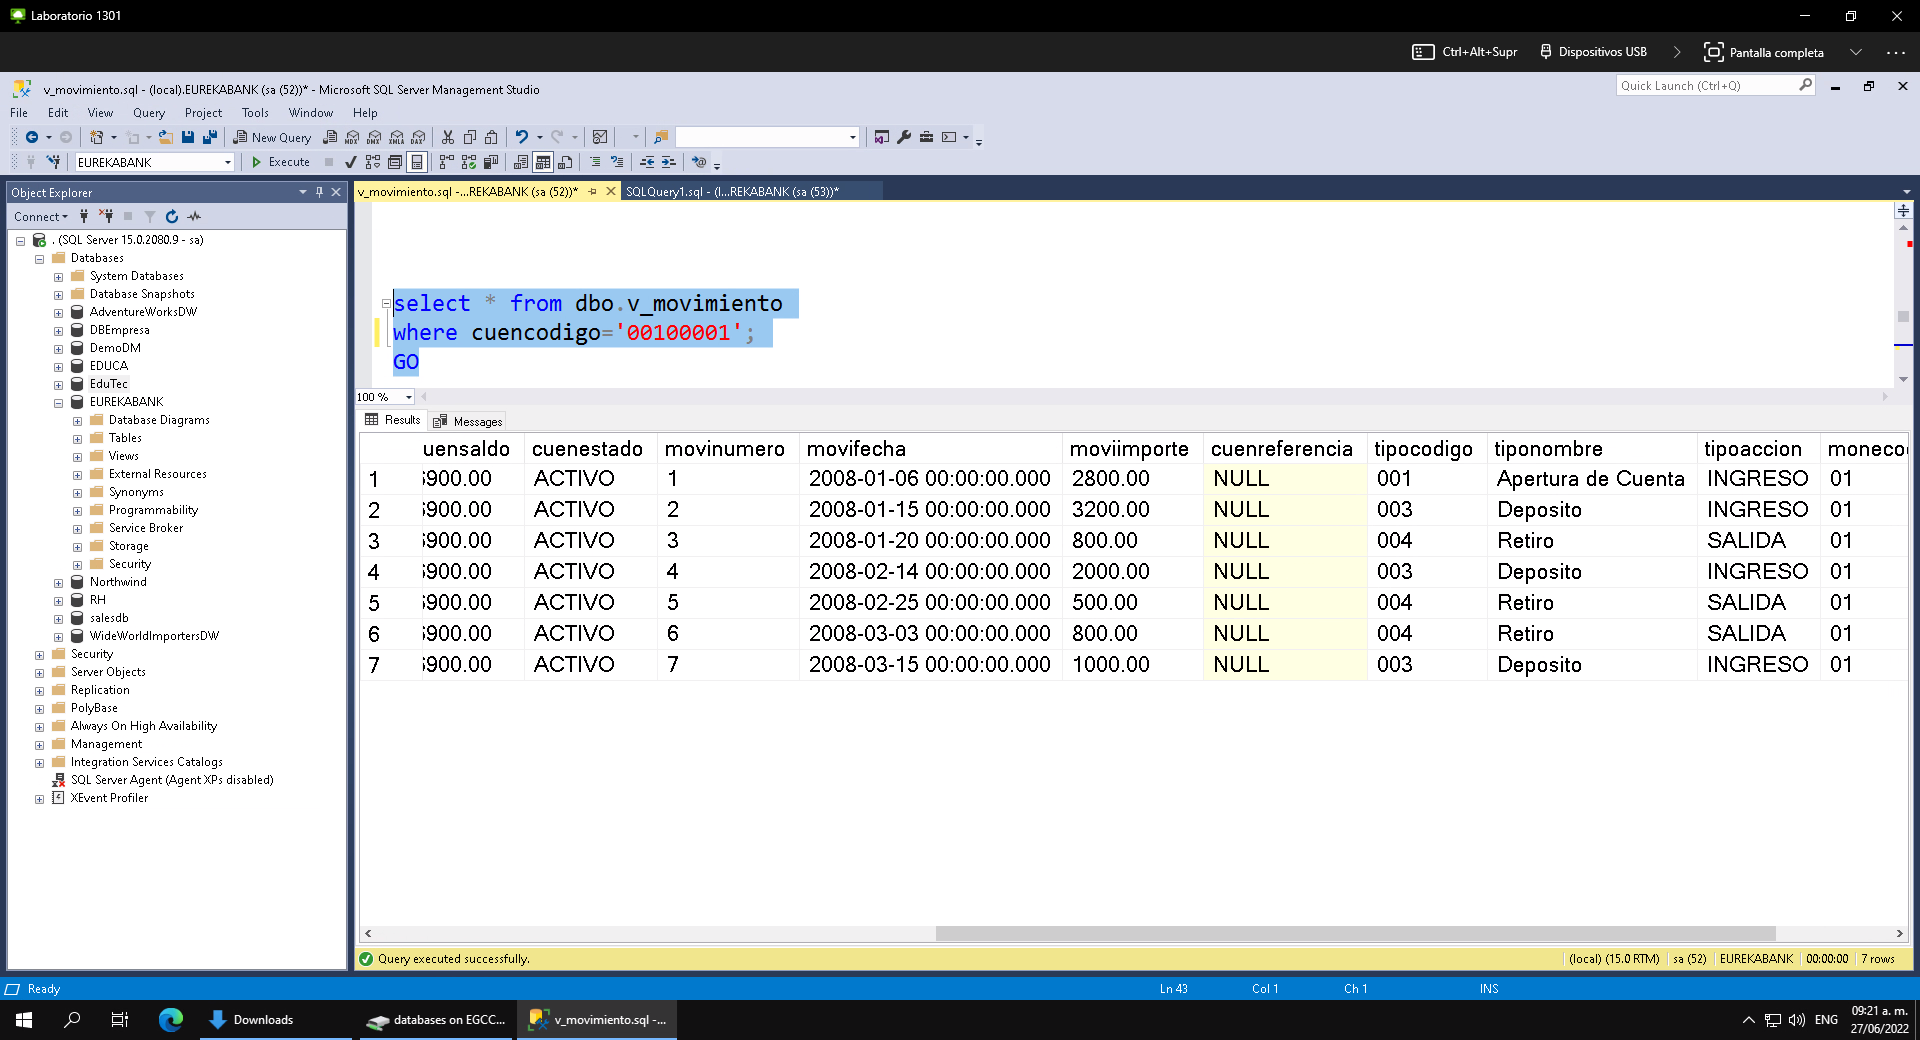 Laboratorio 1301
Ctrl+Alt+Supr Dispositivos USB Pantalla completa
v_movimiento.sql - (local).EUREKABANK (sa (52))* - Microsoft SQL Server Management Studio
Quick Launch (Ctrl+Q)
File Edit View Query Project Tools Window Help
New Query MDX DMX XMLA DAX
EUREKABANK Execute
Object Explorer
v_movimiento.sql -...REKABANK (sa (52))* SQLQuery1.sql - (l...REKABANK (sa (53))*
Connect
. (SQL Server 15.0.2080.9 - sa)
Databases
System Databases
Database Snapshots
AdventureWorksDW
DBEmpresa
DemoDM
EDUCA
EduTec
EUREKABANK
Database Diagrams
Tables
Views
External Resources
Synonyms
Programmability
Service Broker
Storage
Security
Northwind
RH
salesdb
WideWorldImportersDW
Security
Server Objects
Replication
PolyBase
Always On High Availability
Management
Integration Services Catalogs
SQL Server Agent (Agent XPs disabled)
XEvent Profiler
select * from dbo.v_movimiento
where cuencodigo='00100001';
GO
100 %
Results Messages
uensaldo cuenestado movinumero movifecha moviimporte cuenreferencia tipocodigo tiponombre tipoaccion moneco
1 6900.00 ACTIVO 1 2008-01-06 00:00:00.000 2800.00 NULL 001 Apertura de Cuenta INGRESO 01
2 6900.00 ACTIVO 2 2008-01-15 00:00:00.000 3200.00 NULL 003 Deposito INGRESO 01
3 6900.00 ACTIVO 3 2008-01-20 00:00:00.000 800.00 NULL 004 Retiro SALIDA 01
4 6900.00 ACTIVO 4 2008-02-14 00:00:00.000 2000.00 NULL 003 Deposito INGRESO 01
5 6900.00 ACTIVO 5 2008-02-25 00:00:00.000 500.00 NULL 004 Retiro SALIDA 01
6 6900.00 ACTIVO 6 2008-03-03 00:00:00.000 800.00 NULL 004 Retiro SALIDA 01
7 6900.00 ACTIVO 7 2008-03-15 00:00:00.000 1000.00 NULL 003 Deposito INGRESO 01
Query executed successfully.
(local) (15.0 RTM) sa (52) EUREKABANK 00:00:00 7 rows
Ready Ln 43 Col 1 Ch 1 INS
Downloads databases on EGCC... v_movimiento.sql -...
ENG
09:21 a. m.
27/06/2022